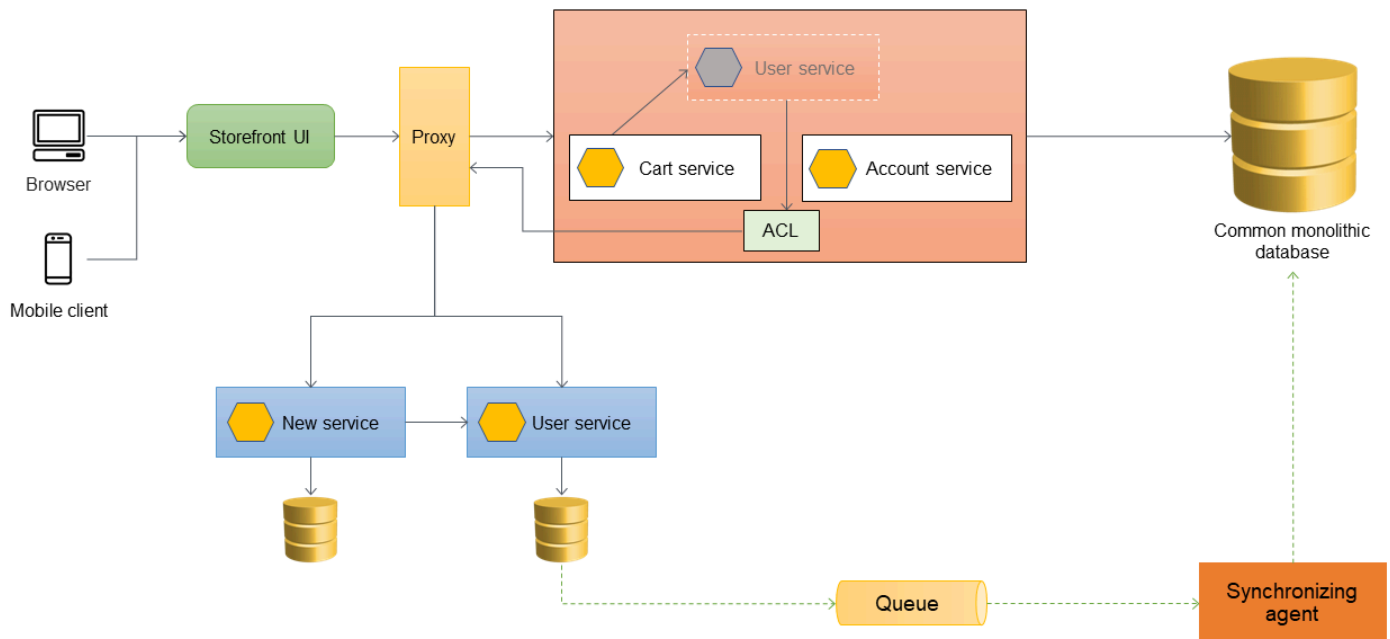 User service
Storefront UI
Proxy
Cart service
Account service
Browser
ACL
Common monolithic
database
Mobile client
New service
User service
Queue
Synchronizing
agent